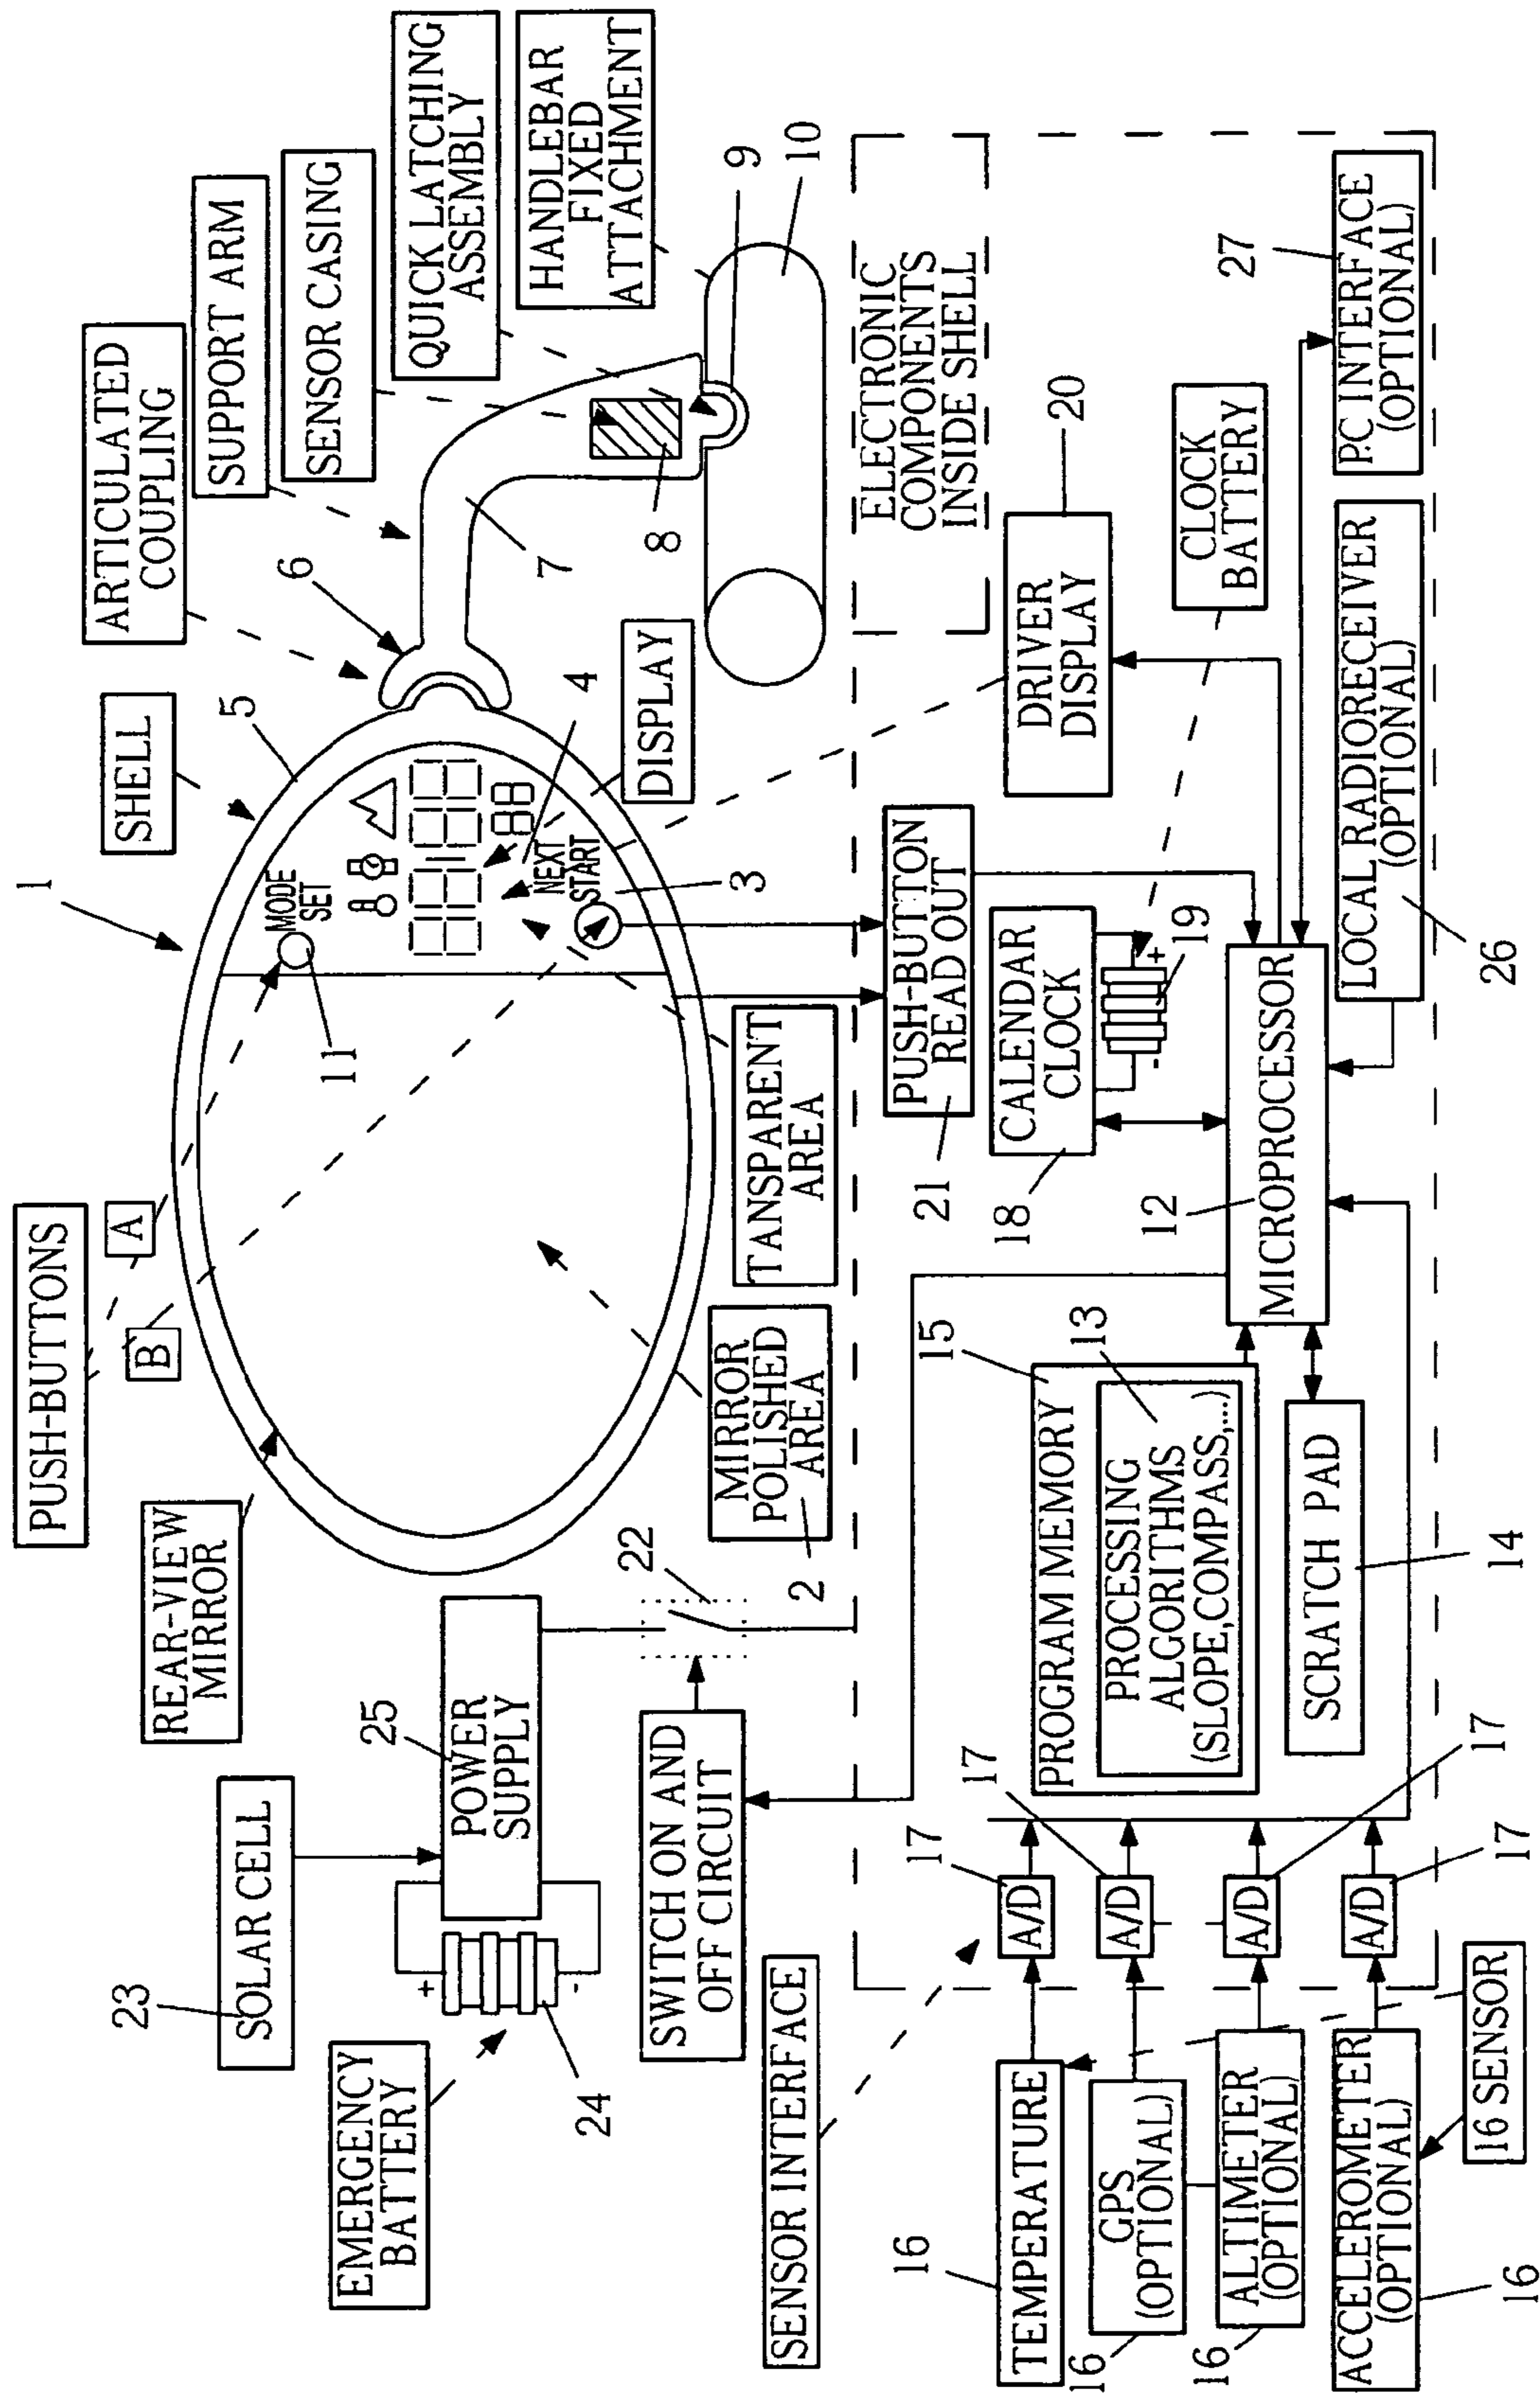 1
PUSH-BUTTONS
A
B
SHELL
5
REAR-VIEW
MIRROR
MODE
SET
11
NEXT
START
3
4
DISPLAY
ARTICULATED
COUPLING
6
SUPPORT ARM
SENSOR CASING
QUICK LATCHING
ASSEMBLY
HANDLEBAR
FIXED
ATTACHMENT
7
8
9
10
TANSPARENT
AREA
MIRROR
POLISHED
AREA
2
SOLAR CELL
23
EMERGENCY
BATTERY
+
-
24
POWER
SUPPLY
25
22
SWITCH ON AND
OFF CIRCUIT
ELECTRONIC
COMPONENTS
INSIDE SHELL
SENSOR INTERFACE
PUSH-BUTTON
READ OUT
21
DRIVER
DISPLAY
20
CALENDAR
CLOCK
18
-
+
19
CLOCK
BATTERY
PROGRAM MEMORY
15
PROCESSING
ALGORITHMS
(SLOPE,COMPASS,...)
13
MICROPROCESSOR
12
SCRATCH PAD
14
TEMPERATURE
16
A/D
17
GPS
(OPTIONAL)
16
A/D
17
ALTIMETER
(OPTIONAL)
16
A/D
17
ACCELEROMETER
(OPTIONAL)
16
A/D
17
16 SENSOR
LOCAL RADIORECEIVER
(OPTIONAL)
26
P.C INTERFACE
(OPTIONAL)
27